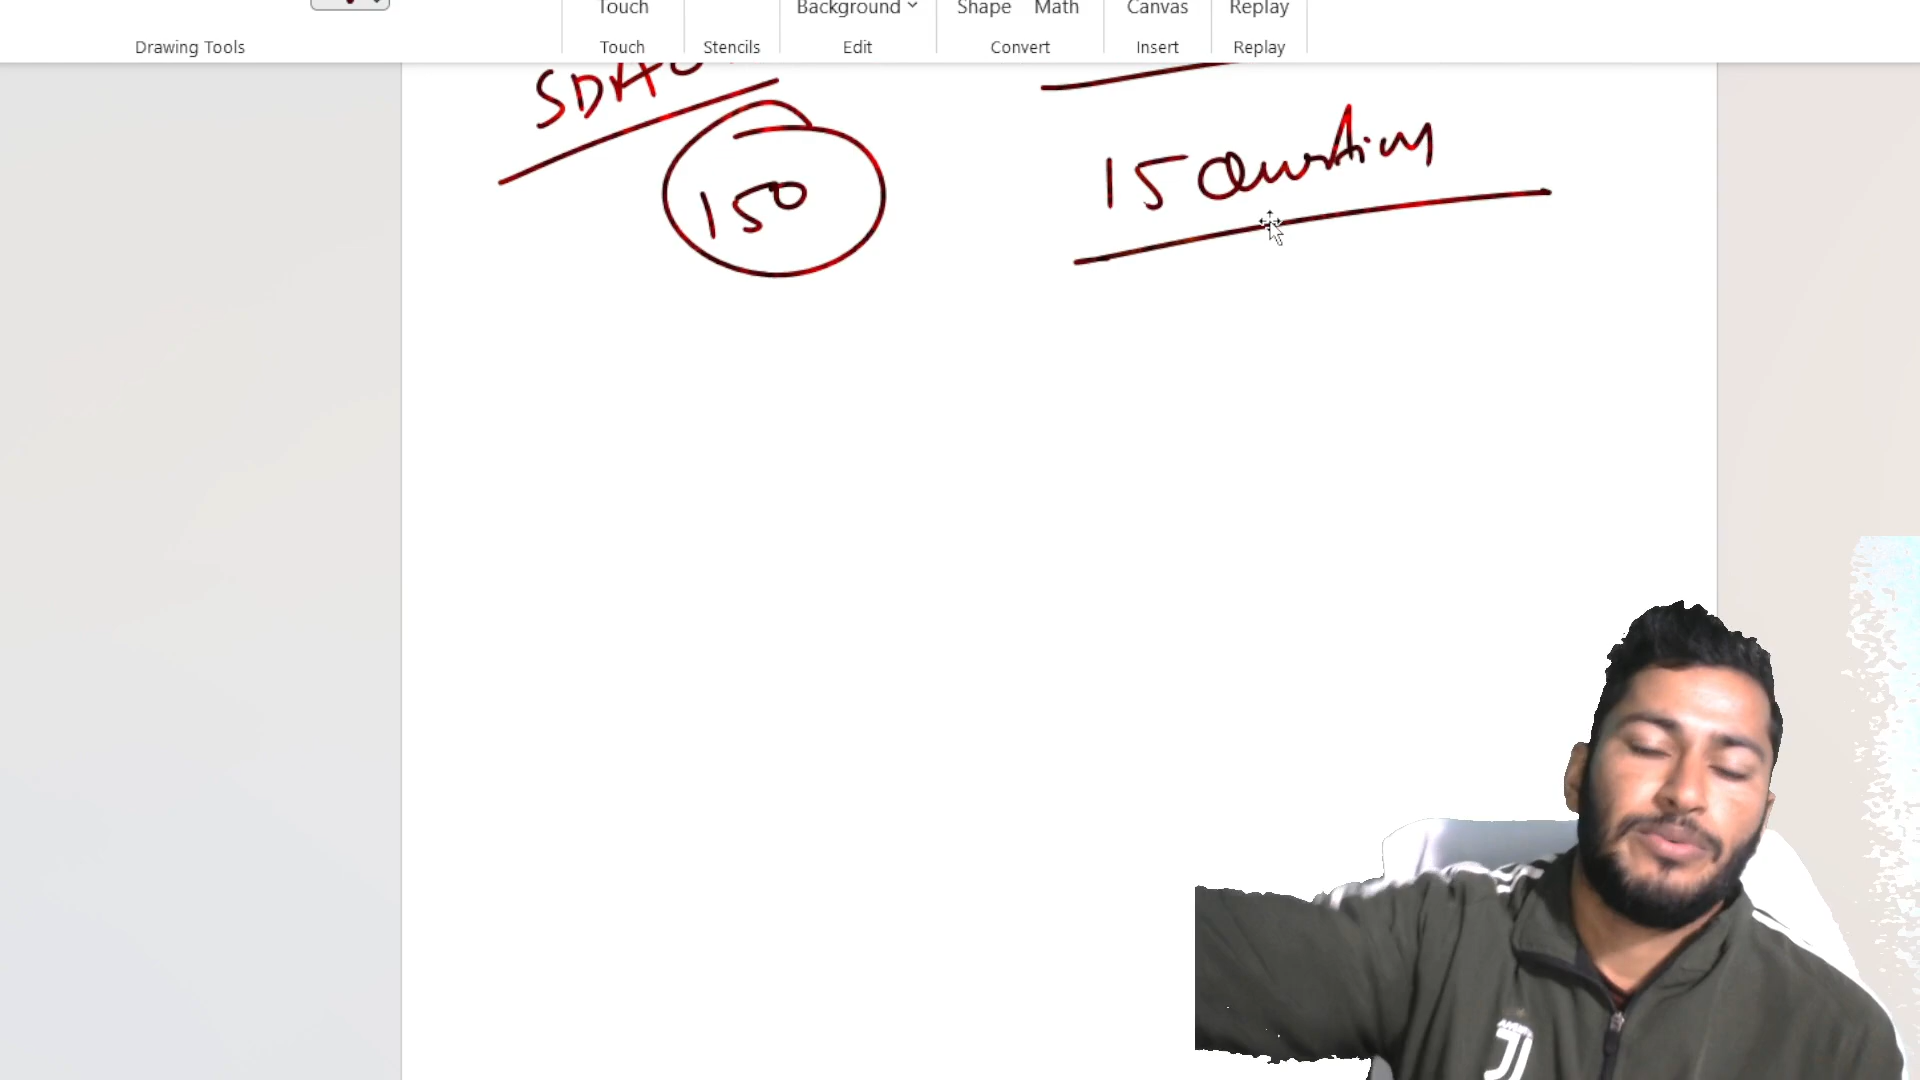 Touch Background Shape Math Canvas Replay
Drawing Tools Touch Stencils Edit Convert Insert Replay
150
15 Question